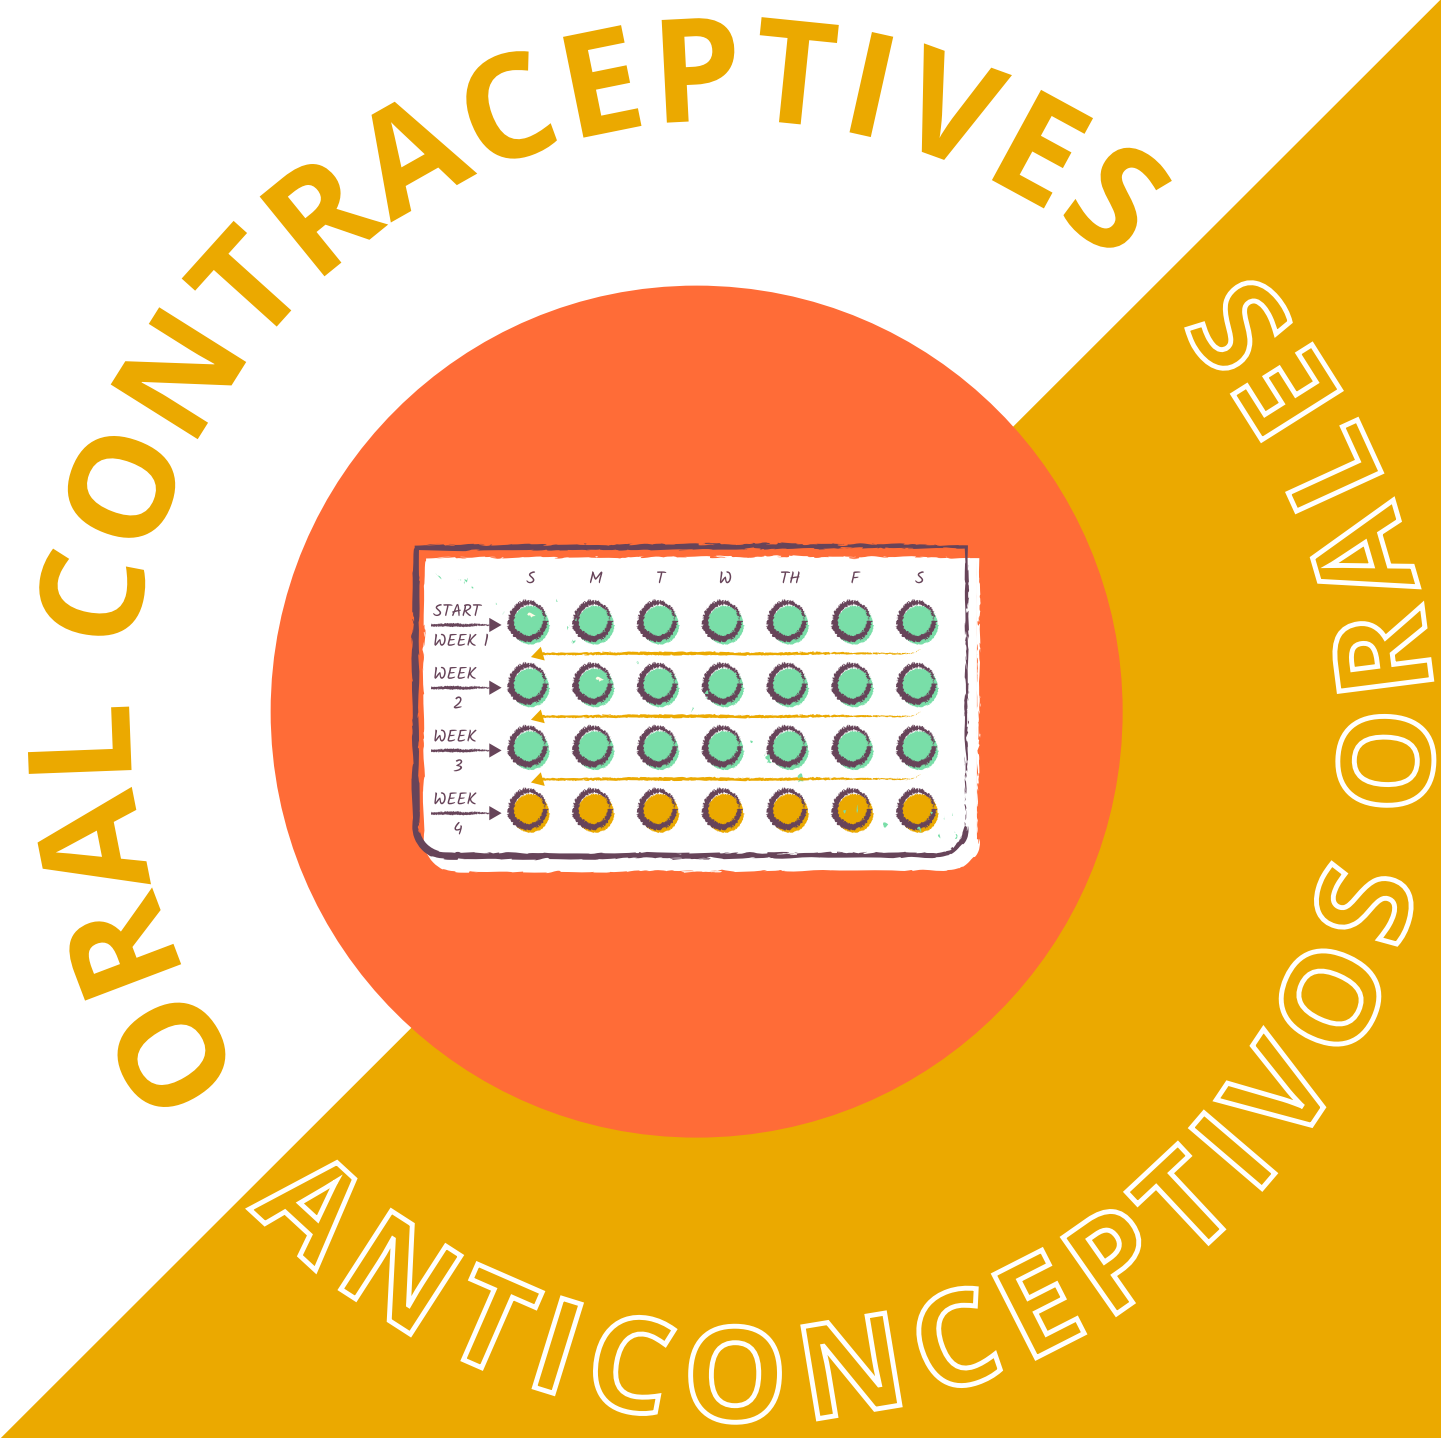 ORAL CONTRACEPTIVES
S M T W TH F S
START
WEEK 1
WEEK
2
WEEK
3
WEEK
4
ANTICONCEPTIVOS ORALES